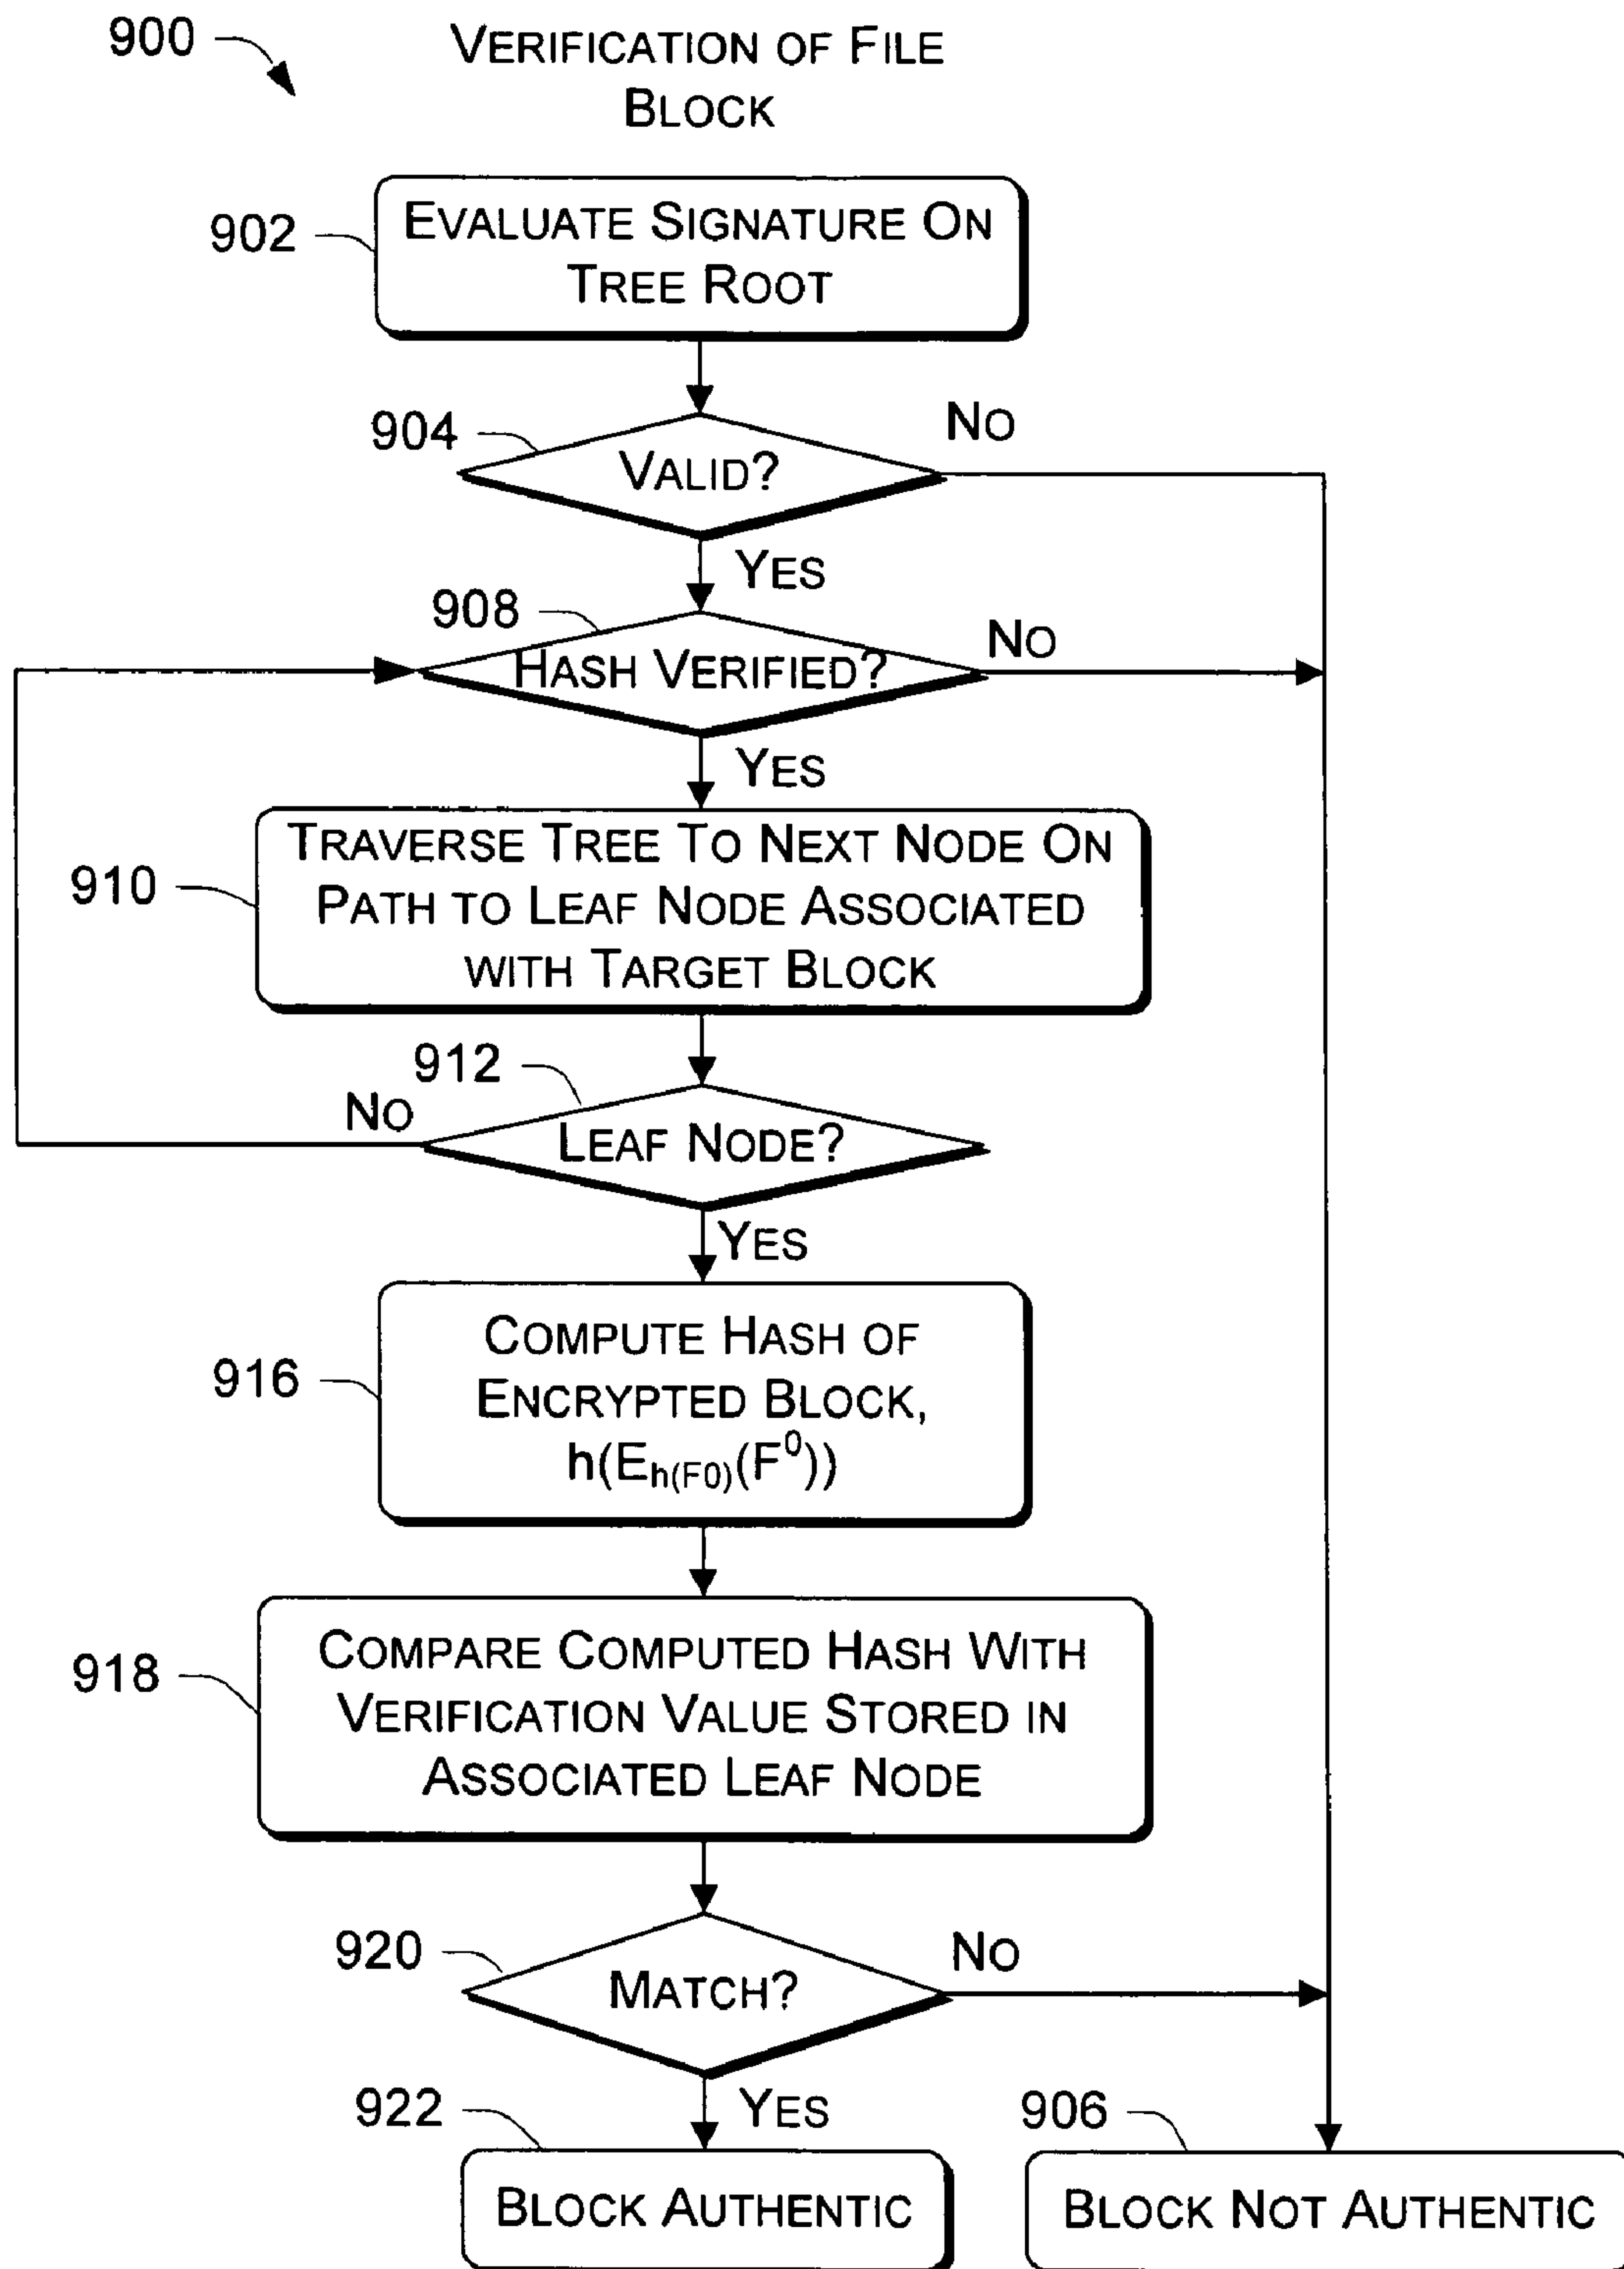 900
VERIFICATION OF FILE
BLOCK
902
EVALUATE SIGNATURE ON
TREE ROOT
904
VALID?
NO
YES
908
HASH VERIFIED?
NO
YES
910
TRAVERSE TREE TO NEXT NODE ON
PATH TO LEAF NODE ASSOCIATED
WITH TARGET BLOCK
912
NO
LEAF NODE?
YES
916
COMPUTE HASH OF
ENCRYPTED BLOCK,
h(E_{h(F0)}(F^0))
918
COMPARE COMPUTED HASH WITH
VERIFICATION VALUE STORED IN
ASSOCIATED LEAF NODE
920
MATCH?
NO
YES
922
BLOCK AUTHENTIC
906
BLOCK NOT AUTHENTIC